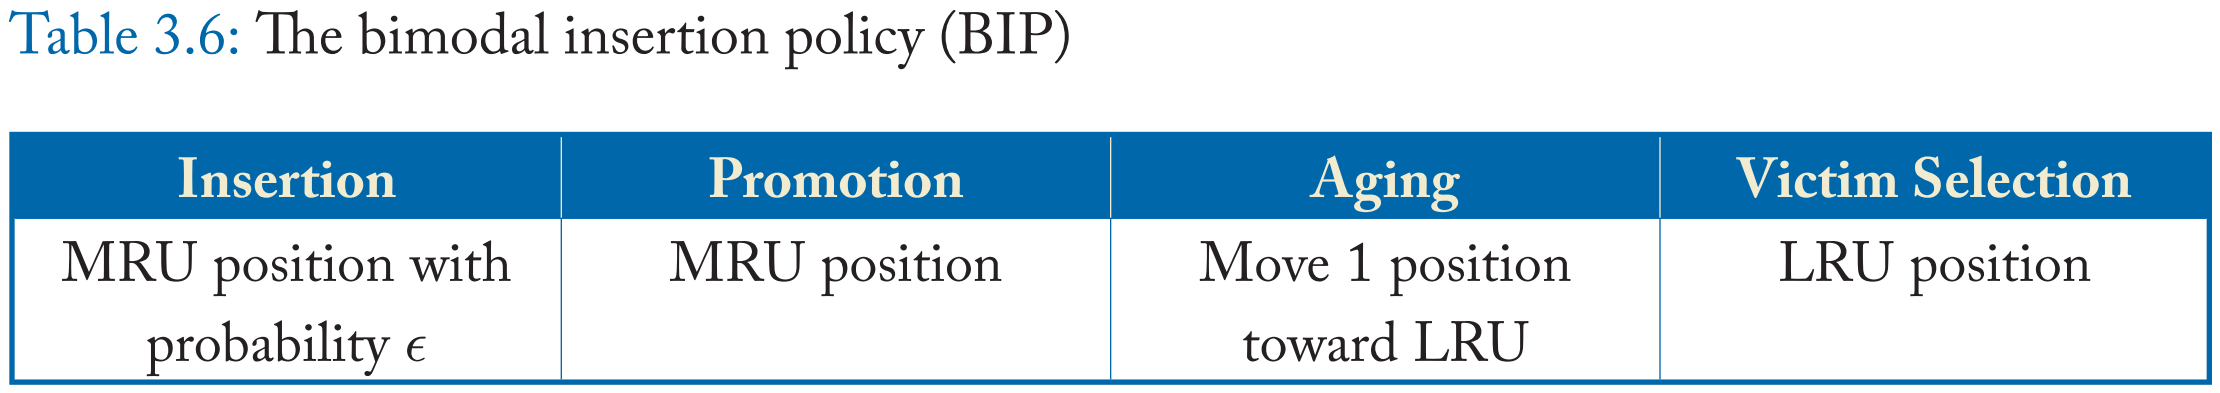 Table 3.6: The bimodal insertion policy (BIP)
Insertion Promotion Aging Victim Selection
MRU position with MRU position Move 1 position LRU position
probability ϵ toward LRU